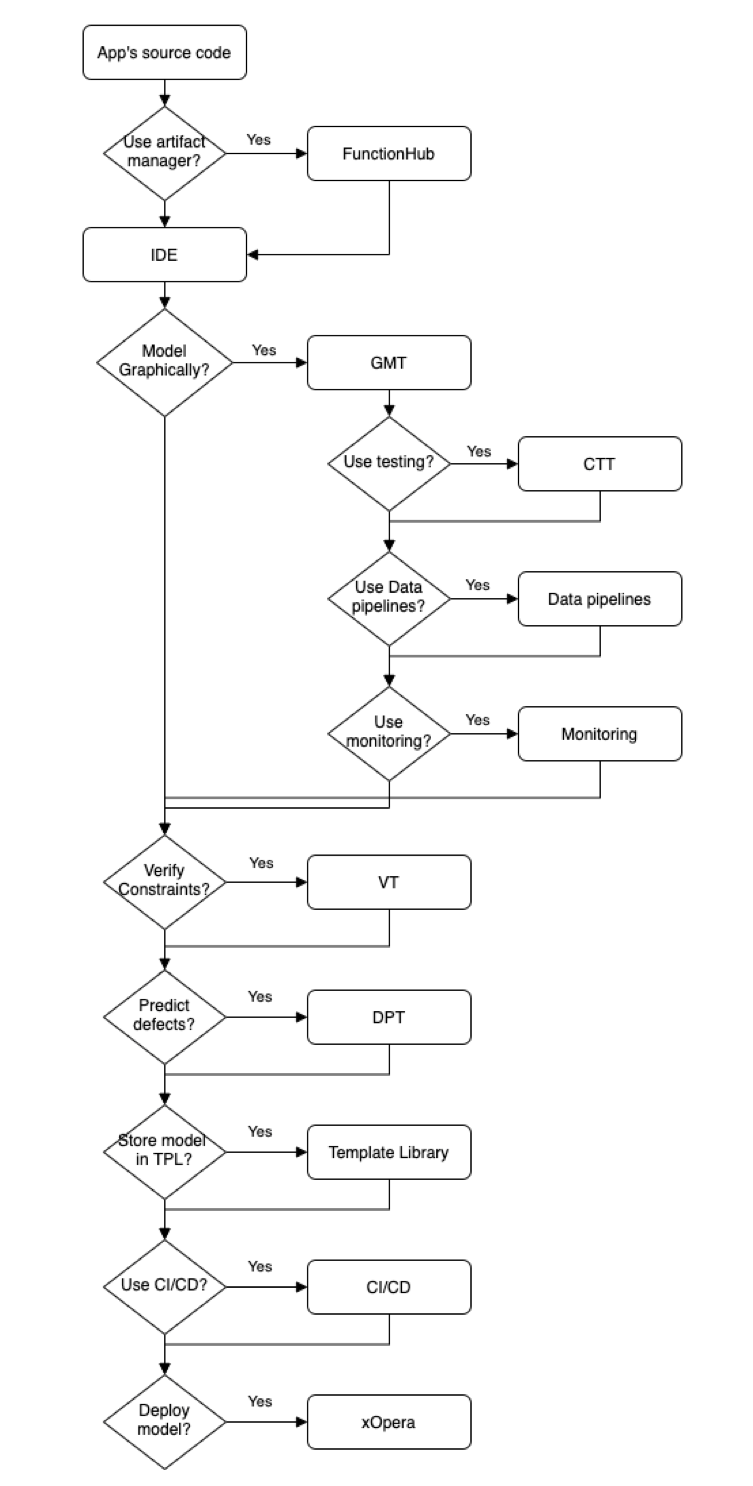 App's source code
Use artifact
manager?
Yes
FunctionHub
IDE
Model
Graphically?
Yes
GMT
Use testing?
Yes
CTT
Use Data
pipelines?
Yes
Data pipelines
Use
monitoring?
Yes
Monitoring
Verify
Constraints?
Yes
VT
Predict
defects?
Yes
DPT
Store model
in TPL?
Yes
Template Library
Use CI/CD?
Yes
CI/CD
Deploy
model?
Yes
xOpera